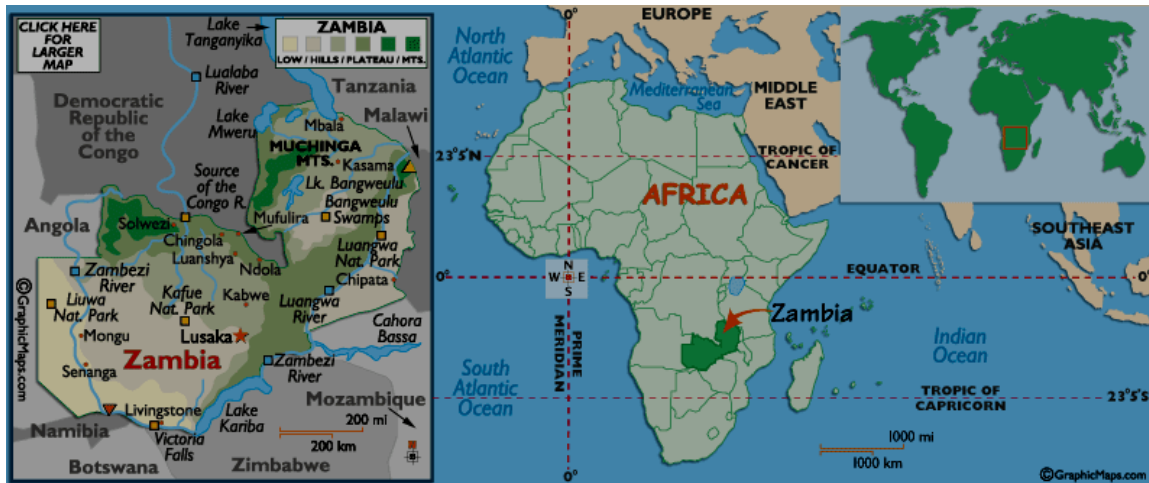 CLICK HERE
FOR
LARGER
MAP
Lake
Tanganyika
ZAMBIA
LOW / HILLS / PLATEAU / MTS.
Lualaba
River
Tanzania
Democratic
Republic
of the
Congo
Lake
Mweru
Malawi
Mbala
MUCHINGA
MTS.
Kasama
Source
of the
Congo R.
Lk. Bangweulu
Bangweulu
Swamps
Mufulira
Angola
Solwezi
Chingola
Luanshya
Ndola
Luangwa
Nat. Park
Chipata
Zambezi
River
Liuwa
Nat. Park
Kafue
Nat. Park
Kabwe
Luangwa
River
Mongu
Lusaka
Cahora
Bassa
Zambia
Senanga
Zambezi
River
Mozambique
Livingstone
Lake
Kariba
200 mi
200 km
Namibia
Victoria
Falls
Botswana
Zimbabwe
©GraphicMaps.com
EUROPE
North
Atlantic
Ocean
Mediterranean
Sea
MIDDLE
EAST
23°5'N
TROPIC OF
CANCER
AFRICA
SOUTHEAST
ASIA
0°
N
W E
S
0°
EQUATOR
0°
PRIME
MERIDIAN
Zambia
Indian
Ocean
South
Atlantic
Ocean
TROPIC OF
CAPRICORN
23°5'S
1000 mi
1000 km
0°
©GraphicMaps.com